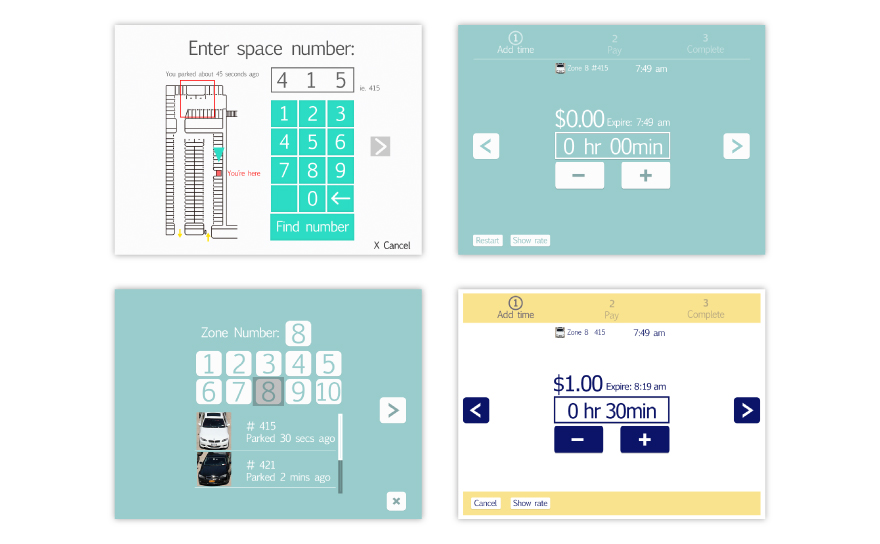 Enter space number:
You parked about 45 seconds ago
4 1 5
ie. 415
1 2 3
4 5 6
7 8 9
0 ←
You're here
Find number
X Cancel
1 2 3
Add time Pay Complete
Zone 8 #415 7:49 am
$0.00 Expire: 7:49 am
< 0 hr 00min >
− +
Restart Show rate
Zone Number: 8
1 2 3 4 5
6 7 8 9 10
# 415
Parked 30 secs ago
# 421
Parked 2 mins ago
1 2 3
Add time Pay Complete
Zone 8 415 7:49 am
$1.00 Expire: 8:19 am
< 0 hr 30min >
− +
Cancel Show rate